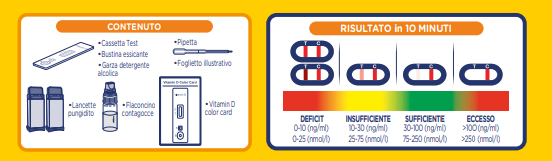 CONTENUTO
•Cassetta Test
•Bustina essicante
•Garza detergente
alcolica
•Pipetta
•Foglietto illustrativo
•Lancette
pungidito
•Flaconcino
contagocce
Vitamin D Color Card
•Vitamin D
color card
RISULTATO in 10 MINUTI
T C
T C
T C
T C
T C
DEFICIT
0-10 (ng/ml)
0-25 (nmol/l)
INSUFFICIENTE
10-30 (ng/ml)
25-75 (nmol/l)
SUFFICIENTE
30-100 (ng/ml)
75-250 (nmol/l)
ECCESSO
>100 (ng/ml)
>250 (nmol/l)